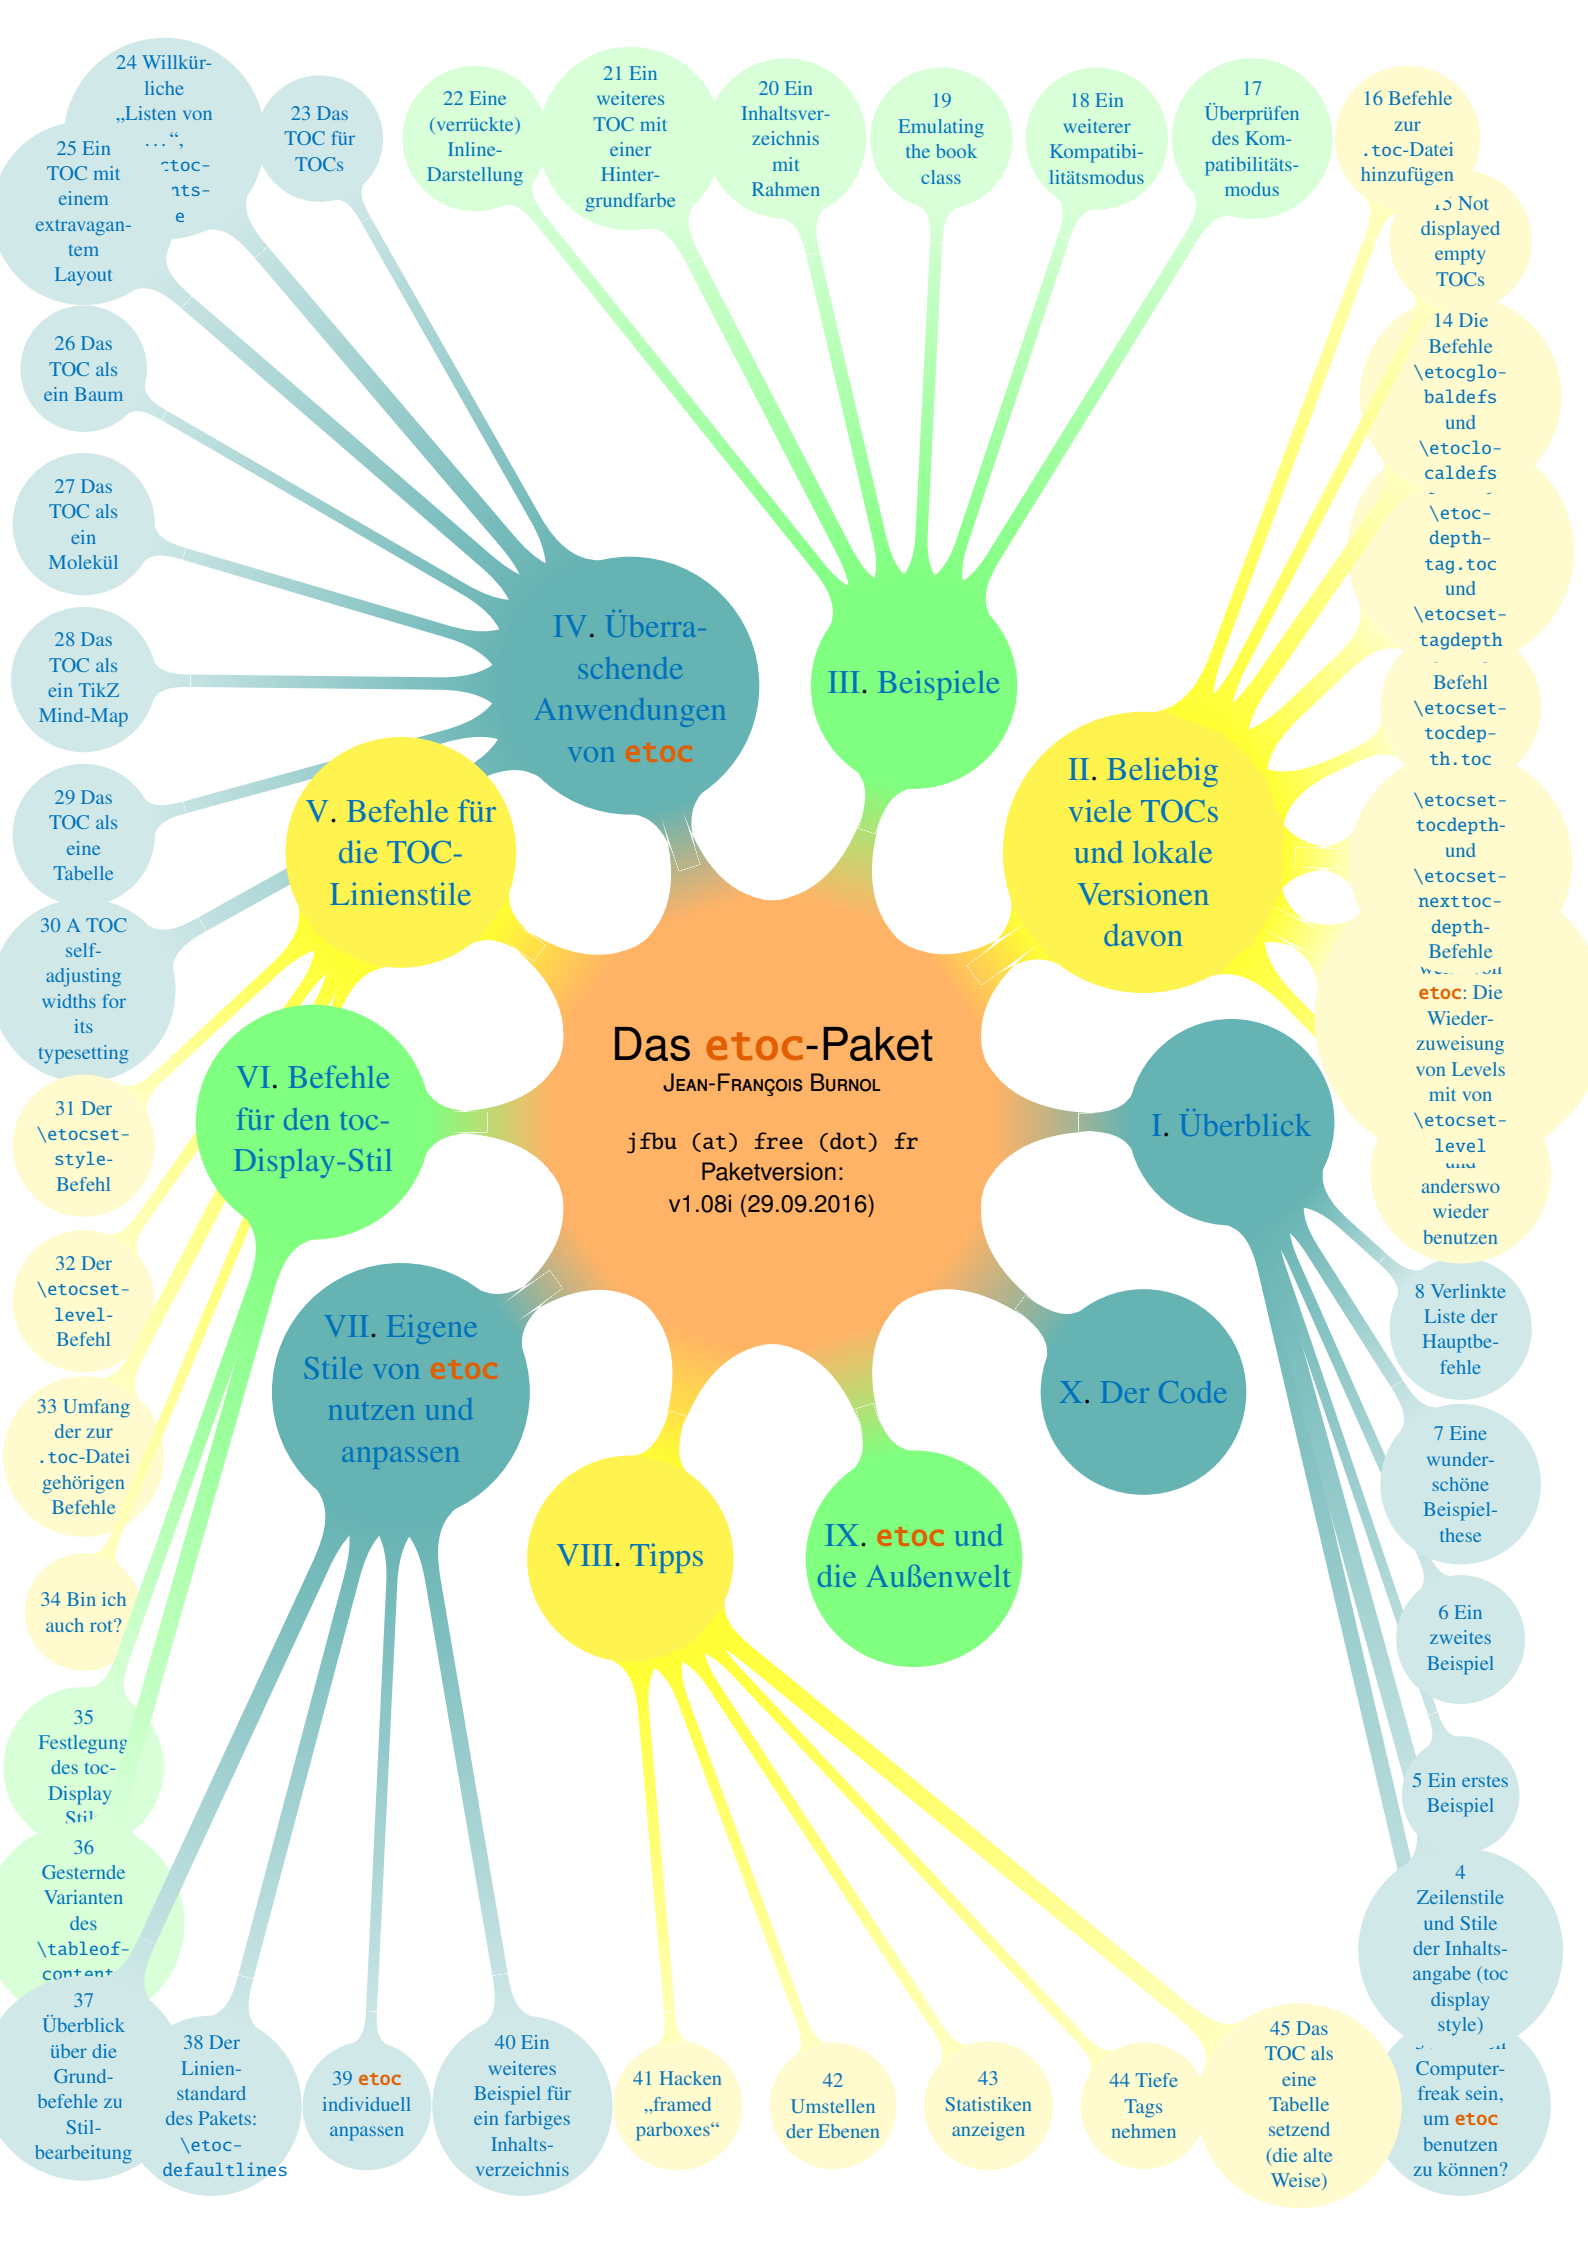 Das etoc-Paket
Jean-François Burnol
jfbu (at) free (dot) fr
Paketversion:
v1.08i (29.09.2016)
I. Überblick
II. Beliebig
viele TOCs
und lokale
Versionen
davon
III. Beispiele
IV. Überra-
schende
Anwendungen
von etoc
V. Befehle für
die TOC-
Linienstile
VI. Befehle
für den toc-
Display-Stil
VII. Eigene
Stile von etoc
nutzen und
anpassen
VIII. Tipps
IX. etoc und
die Außenwelt
X. Der Code
Computer-
freak sein,
um etoc
benutzen
zu können?
4
Zeilenstile
und Stile
der Inhalts-
angabe (toc
display
style)
5 Ein erstes
Beispiel
6 Ein
zweites
Beispiel
7 Eine
wunder-
schöne
Beispiel-
these
8 Verlinkte
Liste der
Hauptbe-
fehle
anderswo
wieder
benutzen
etoc: Die
Wieder-
zuweisung
von Levels
mit von
\etocset-
level
\etocset-
tocdepth-
und
\etocset-
nexttoc-
depth-
Befehle
Befehl
\etocset-
tocdep-
th.toc
\etoc-
depth-
tag.toc
und
\etocset-
tagdepth
14 Die
Befehle
\etocglo-
baldefs
und
\etoclo-
caldefs
15 Not
displayed
empty
TOCs
16 Befehle
zur
.toc-Datei
hinzufügen
17
Überprüfen
des Kom-
patibilitäts-
modus
18 Ein
weiterer
Kompatibi-
litätsmodus
19
Emulating
the book
class
20 Ein
Inhaltsver-
zeichnis
mit
Rahmen
21 Ein
weiteres
TOC mit
einer
Hinter-
grundfarbe
22 Eine
(verrückte)
Inline-
Darstellung
23 Das
TOC für
TOCs
24 Willkür-
liche
„Listen von
…“,
25 Ein
TOC mit
einem
extravagan-
tem
Layout
26 Das
TOC als
ein Baum
27 Das
TOC als
ein
Molekül
28 Das
TOC als
ein TikZ
Mind-Map
29 Das
TOC als
eine
Tabelle
30 A TOC
self-
adjusting
widths for
its
typesetting
31 Der
\etocset-
style-
Befehl
32 Der
\etocset-
level-
Befehl
33 Umfang
der zur
.toc-Datei
gehörigen
Befehle
34 Bin ich
auch rot?
35
Festlegung
des toc-
Display
36
Gesternde
Varianten
des
\tableof-
37
Überblick
über die
Grund-
befehle zu
Stil-
bearbeitung
38 Der
Linien-
standard
des Pakets:
\etoc-
defaultlines
39 etoc
individuell
anpassen
40 Ein
weiteres
Beispiel für
ein farbiges
Inhalts-
verzeichnis
41 Hacken
„framed
parboxes“
42
Umstellen
der Ebenen
43
Statistiken
anzeigen
44 Tiefe
Tags
nehmen
45 Das
TOC als
eine
Tabelle
setzend
(die alte
Weise)